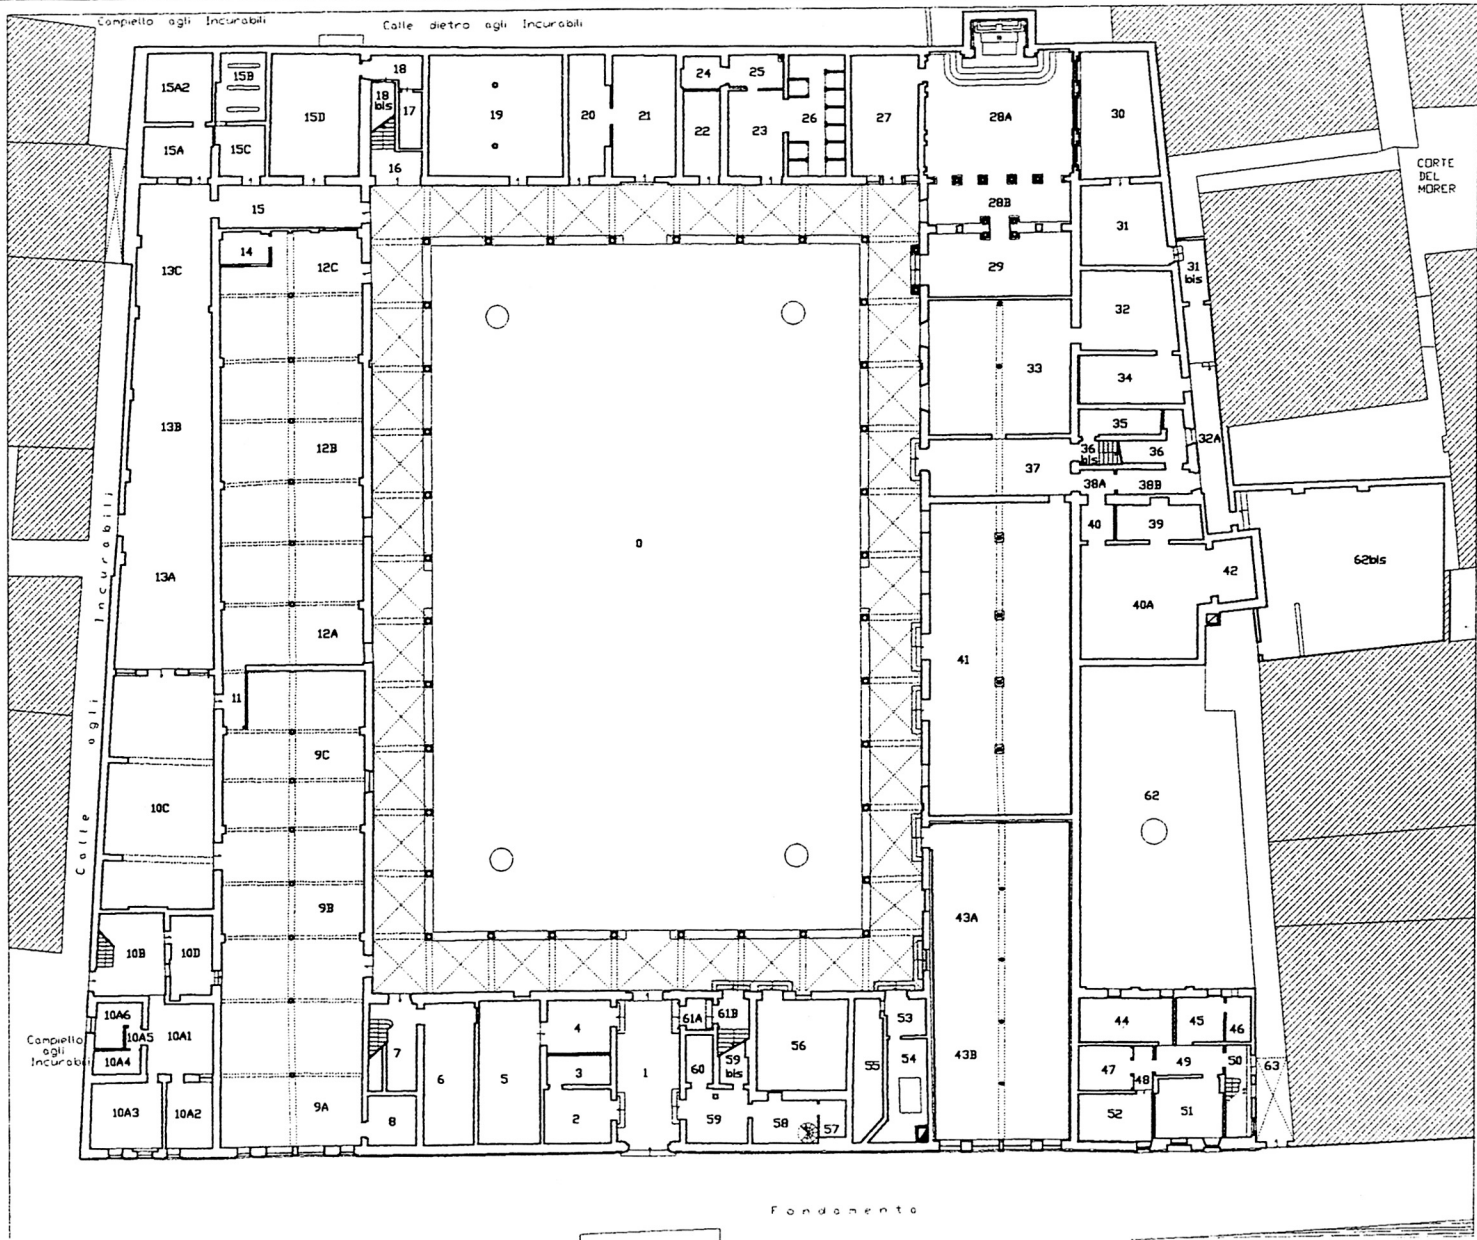 Campiello agli Incurabili
Calle dietro agli Incurabili
15A2
15B
15D
18
18
bis
17
19
20
21
24
25
22
23
26
27
28A
30
CORTE
DEL
MORER
15A
15C
16
15
28B
31
14
13C
12C
29
31
bis
32
33
34
13B
12B
35
36
bis
36
32A
37
38A
38B
40
39
0
62bis
13A
42
40A
12A
41
11
9C
10C
62
Calle agli Incurabili
9B
43A
10B
10D
10A6
10A5
10A1
10A4
Campiello
agli
Incurabili
10A3
10A2
9A
7
8
6
5
4
3
2
1
61A
61B
60
59
bis
59
56
58
57
55
53
54
43B
44
45
46
47
48
49
50
52
51
63
Fondamenta